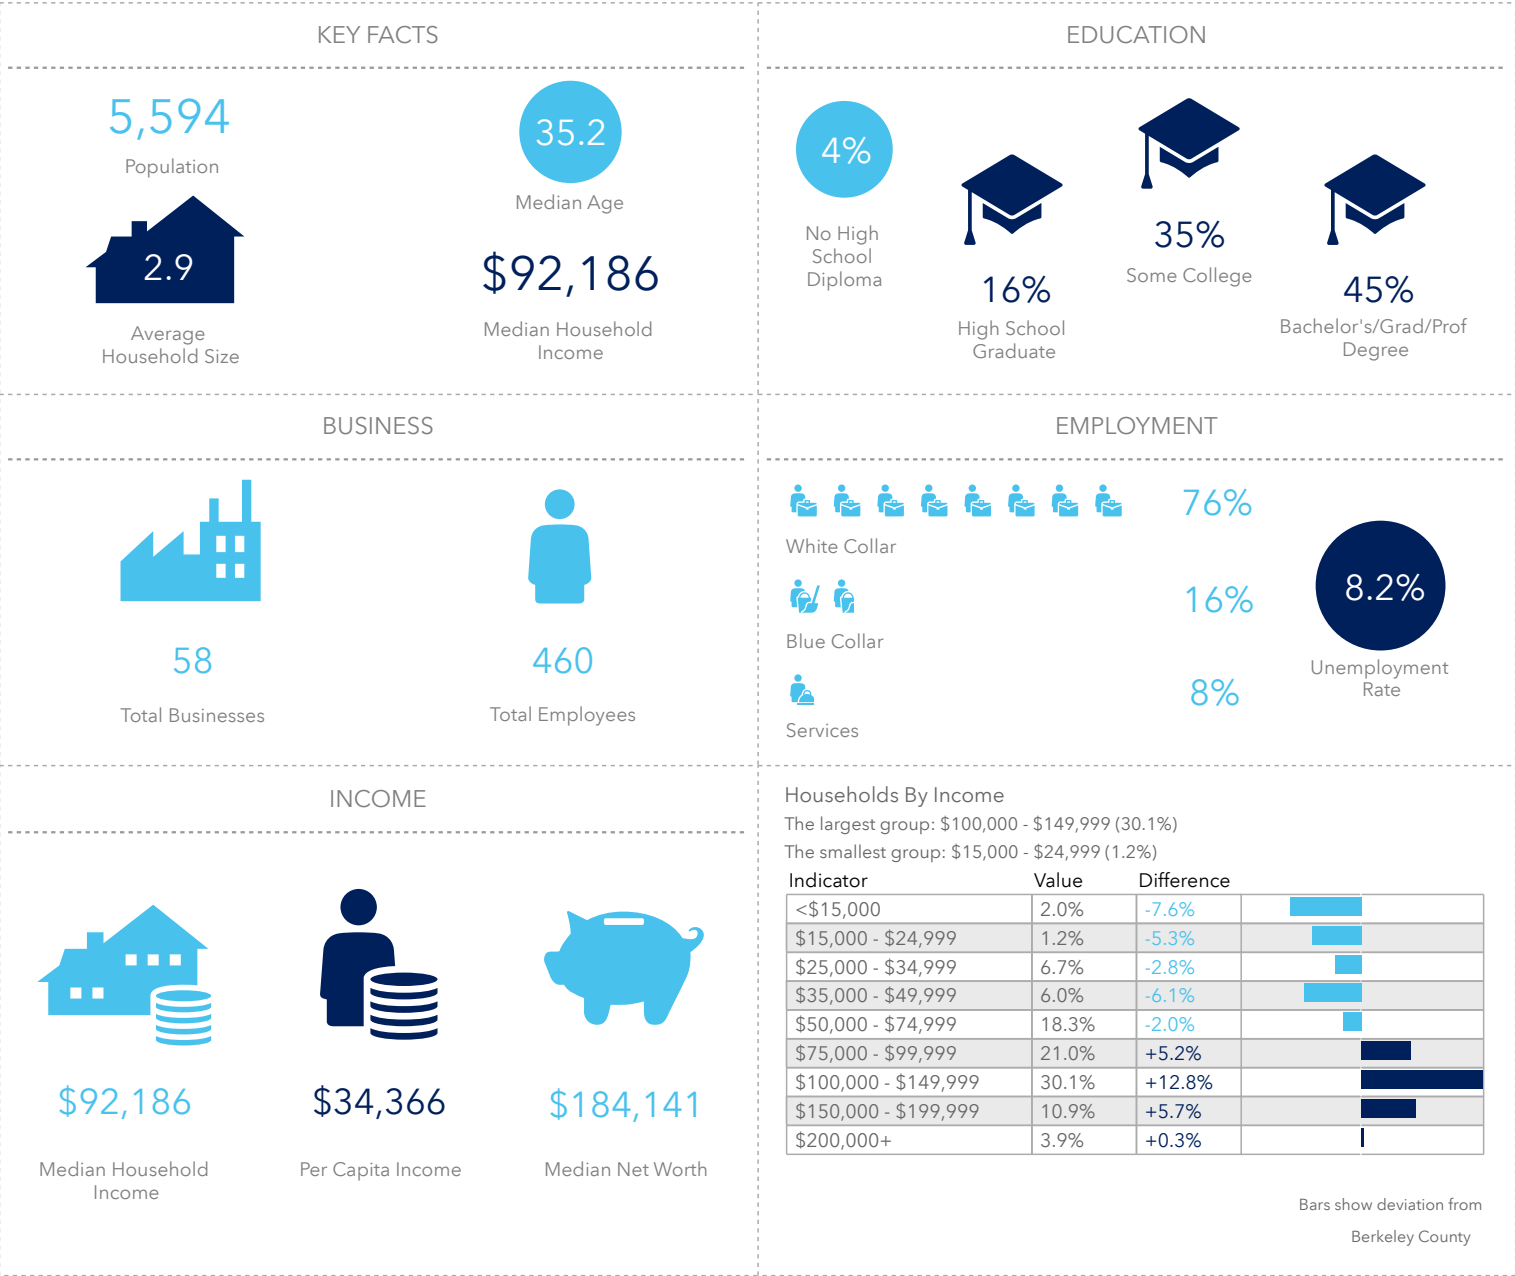 KEY FACTS
5,594
Population
35.2
Median Age
2.9
Average
Household Size
$92,186
Median Household
Income
EDUCATION
4%
No High
School
Diploma
16%
High School
Graduate
35%
Some College
45%
Bachelor's/Grad/Prof
Degree
BUSINESS
58
Total Businesses
460
Total Employees
EMPLOYMENT
76%
White Collar
16%
Blue Collar
8%
Services
8.2%
Unemployment
Rate
INCOME
$92,186
Median Household
Income
$34,366
Per Capita Income
$184,141
Median Net Worth
Households By Income
The largest group: $100,000 - $149,999 (30.1%)
The smallest group: $15,000 - $24,999 (1.2%)
Indicator Value Difference
<$15,000 2.0% -7.6%
$15,000 - $24,999 1.2% -5.3%
$25,000 - $34,999 6.7% -2.8%
$35,000 - $49,999 6.0% -6.1%
$50,000 - $74,999 18.3% -2.0%
$75,000 - $99,999 21.0% +5.2%
$100,000 - $149,999 30.1% +12.8%
$150,000 - $199,999 10.9% +5.7%
$200,000+ 3.9% +0.3%
Bars show deviation from
Berkeley County